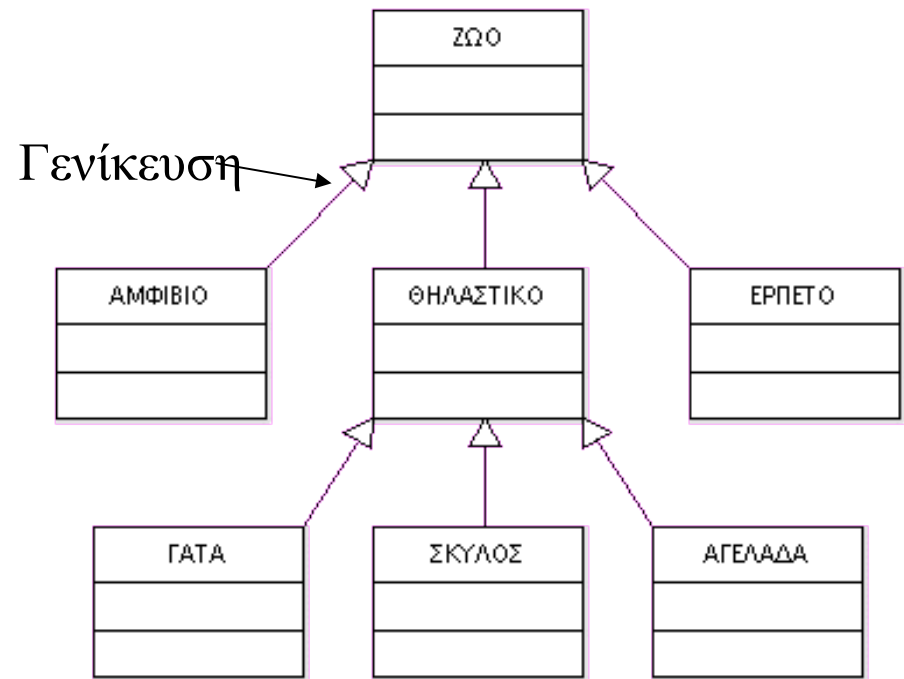 ΖΩΟ
Γενίκευση
ΑΜΦΙΒΙΟ
ΘΗΛΑΣΤΙΚΟ
ΕΡΠΕΤΟ
ΓΑΤΑ
ΣΚΥΛΟΣ
ΑΓΕΛΑΔΑ